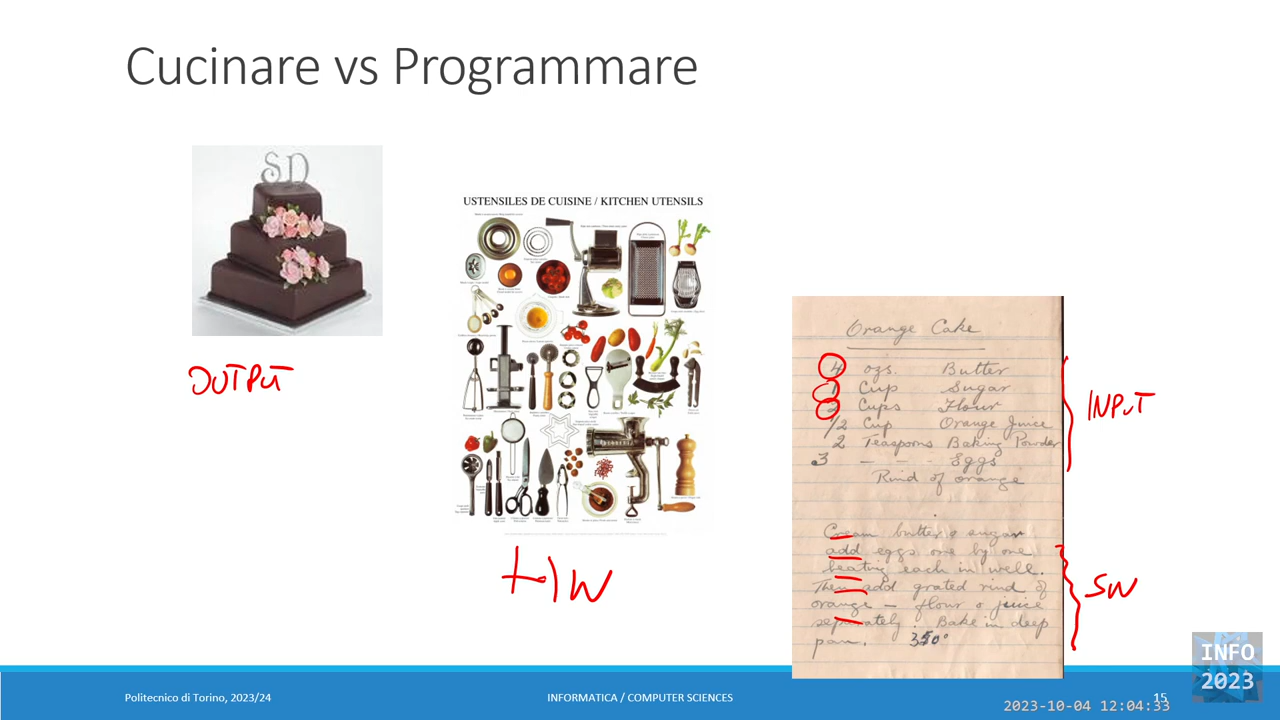 Cucinare vs Programmare
SD
OUTPUT
USTENSILES DE CUISINE / KITCHEN UTENSILS
H/W
Orange Cake
4 ozs. Butter
1 Cup Sugar
2 Cups Flour
1/2 Cup Orange Juice
2 Teaspoons Baking Powder
3 - - Eggs
Rind of orange
INPUT
Cream butter & sugar
add eggs one by one
beating each in well.
Then add grated rind of
orange - flour & juice
separately. Bake in deep
pan. 350°
SW
Politecnico di Torino, 2023/24
INFORMATICA / COMPUTER SCIENCES
15
INFO
2023
2023-10-04 12:04:33